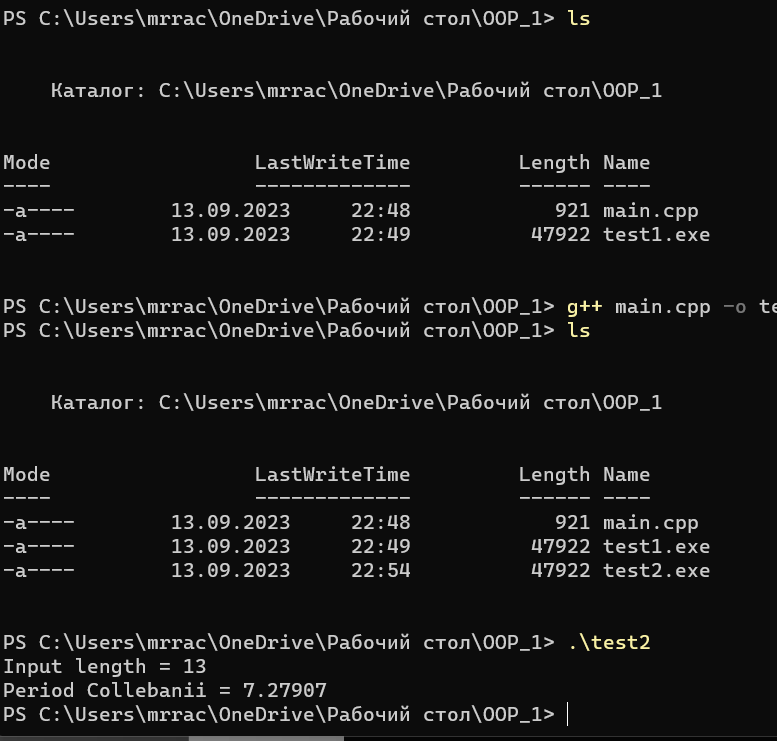 PS C:\Users\mrrac\OneDrive\Рабочий стол\OOP_1> ls
Каталог: C:\Users\mrrac\OneDrive\Рабочий стол\OOP_1
Mode                 LastWriteTime         Length Name
----                 -------------         ------ ----
-a----        13.09.2023     22:48            921 main.cpp
-a----        13.09.2023     22:49          47922 test1.exe
PS C:\Users\mrrac\OneDrive\Рабочий стол\OOP_1> g++ main.cpp -o te
PS C:\Users\mrrac\OneDrive\Рабочий стол\OOP_1> ls
Каталог: C:\Users\mrrac\OneDrive\Рабочий стол\OOP_1
Mode                 LastWriteTime         Length Name
----                 -------------         ------ ----
-a----        13.09.2023     22:48            921 main.cpp
-a----        13.09.2023     22:49          47922 test1.exe
-a----        13.09.2023     22:54          47922 test2.exe
PS C:\Users\mrrac\OneDrive\Рабочий стол\OOP_1> .\test2
Input length = 13
Period Collebanii = 7.27907
PS C:\Users\mrrac\OneDrive\Рабочий стол\OOP_1>